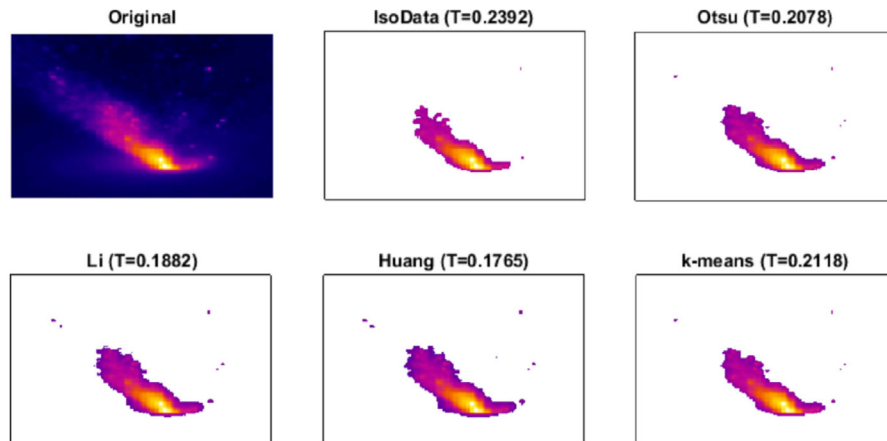 Original
IsoData (T=0.2392)
Otsu (T=0.2078)
Li (T=0.1882)
Huang (T=0.1765)
k-means (T=0.2118)